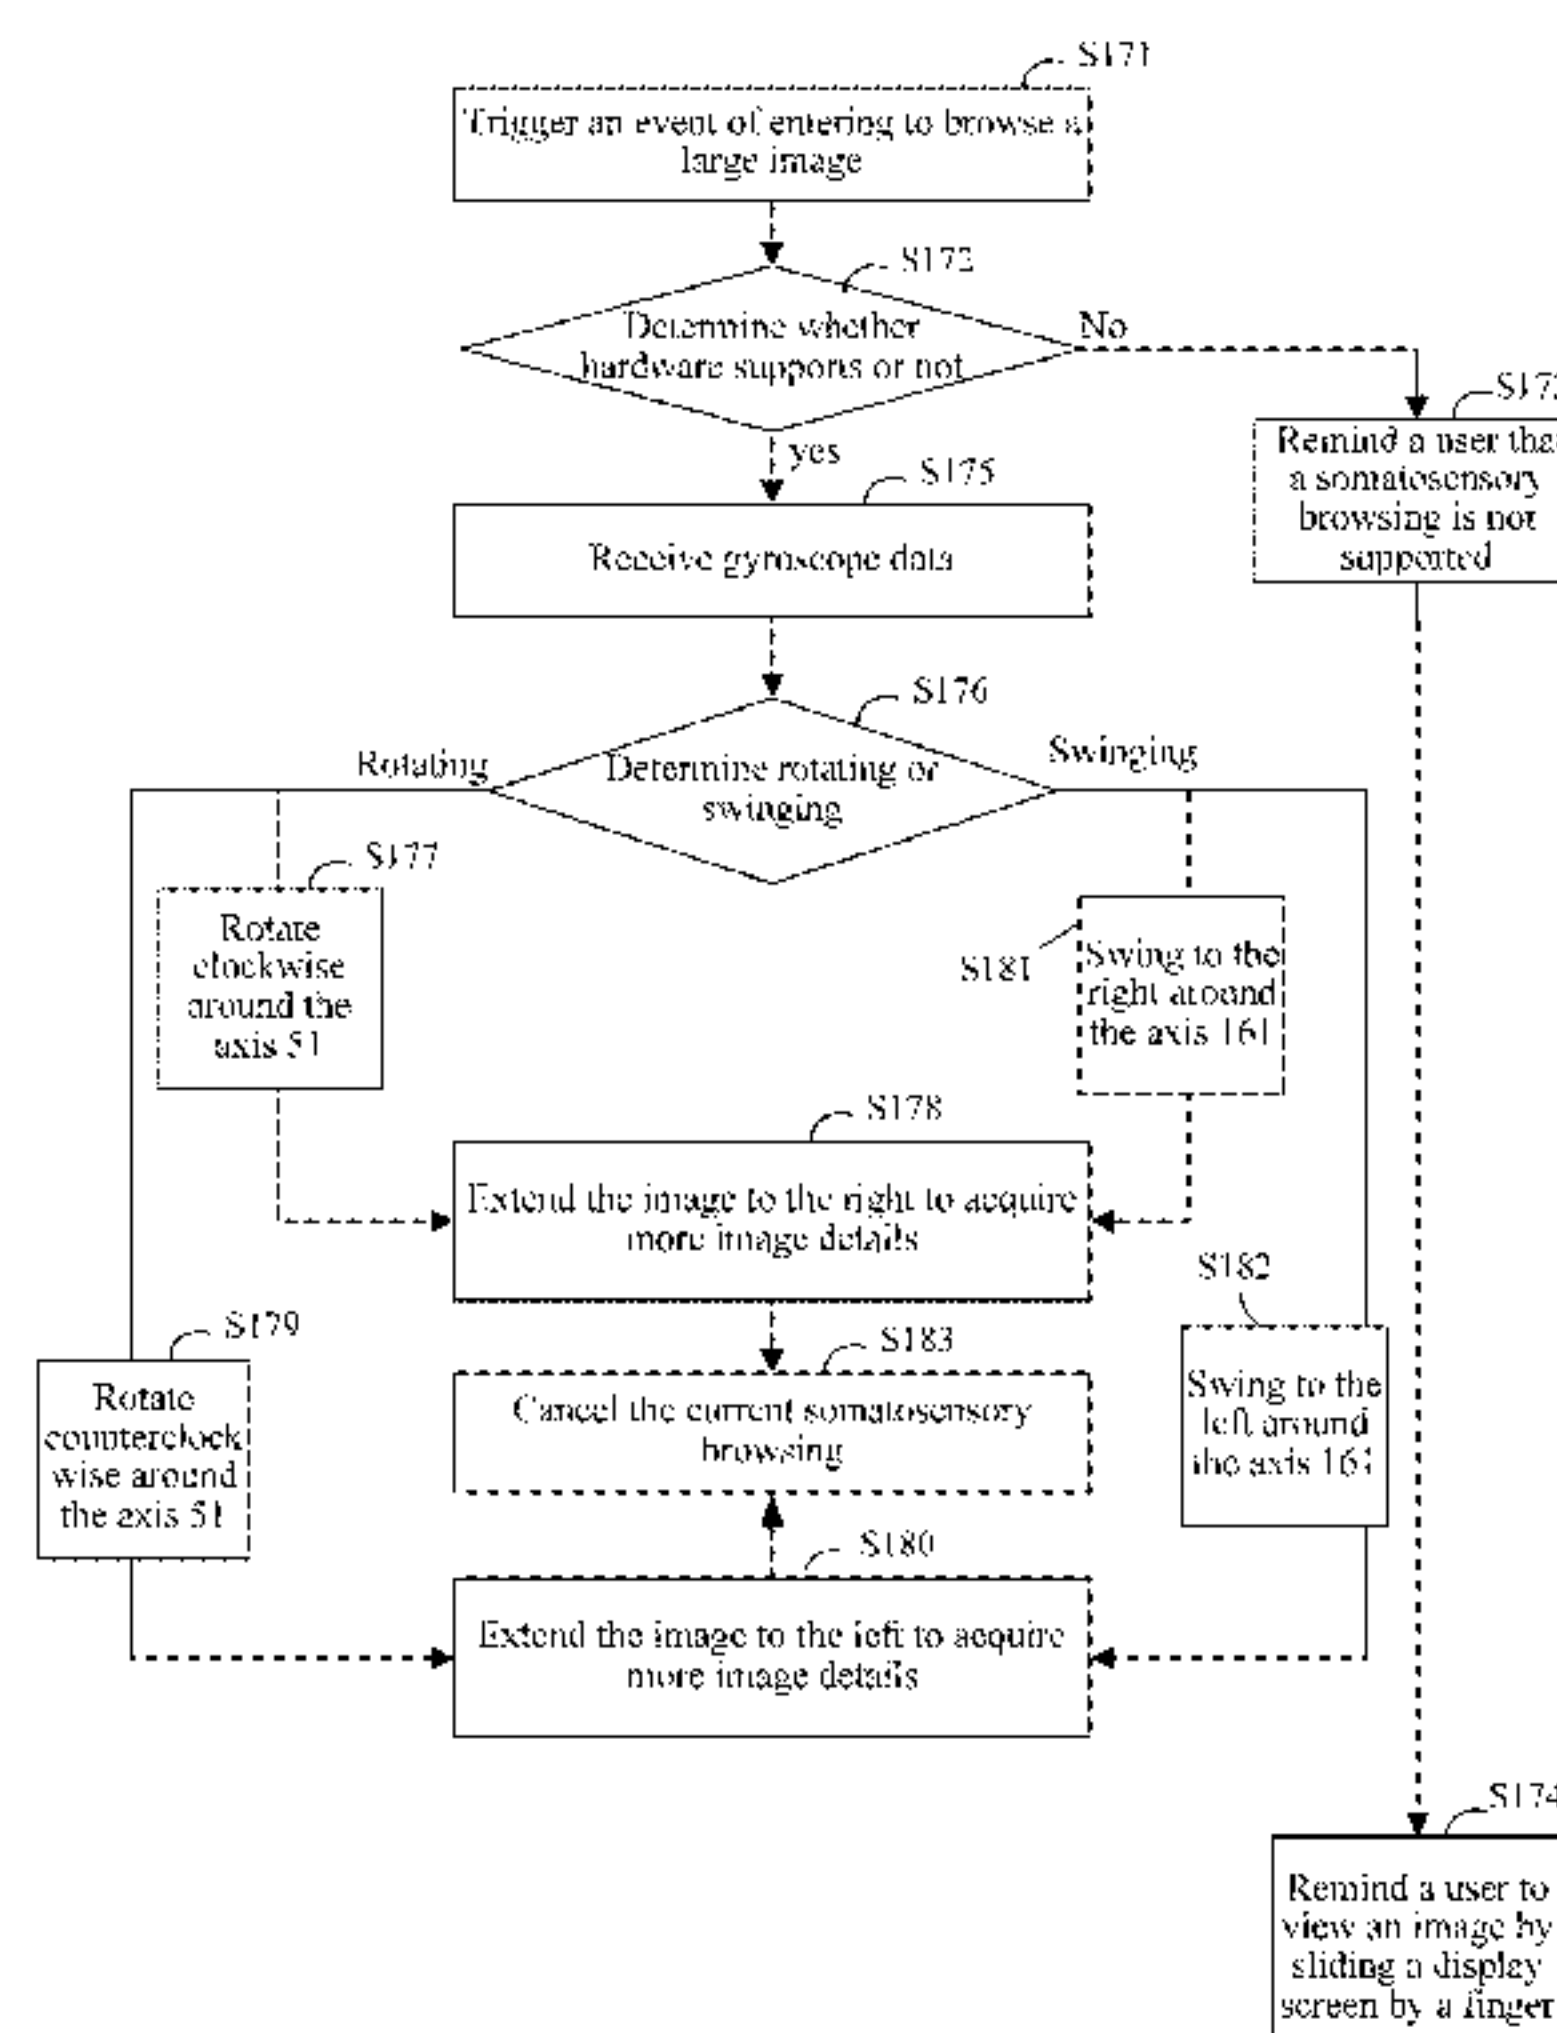 S171
Trigger an event of entering to browse a
large image
S172
Determine whether
hardware supports or not
No
yes
Remind a user that
a somatosensory
browsing is not
supported
S175
Receive gyroscope data
S176
Rotating
Determine rotating or
swinging
Swinging
S177
Rotate
clockwise
around the
axis 51
S181
Swing to the
right around
the axis 161
S178
Extend the image to the right to acquire
more image details
S182
S179
S183
Rotate
counterclock
wise around
the axis 51
Cancel the current somatosensory
browsing
Swing to the
left around
the axis 161
S180
Extend the image to the left to acquire
more image details
S174
Remind a user to
view an image by
sliding a display
screen by a finger